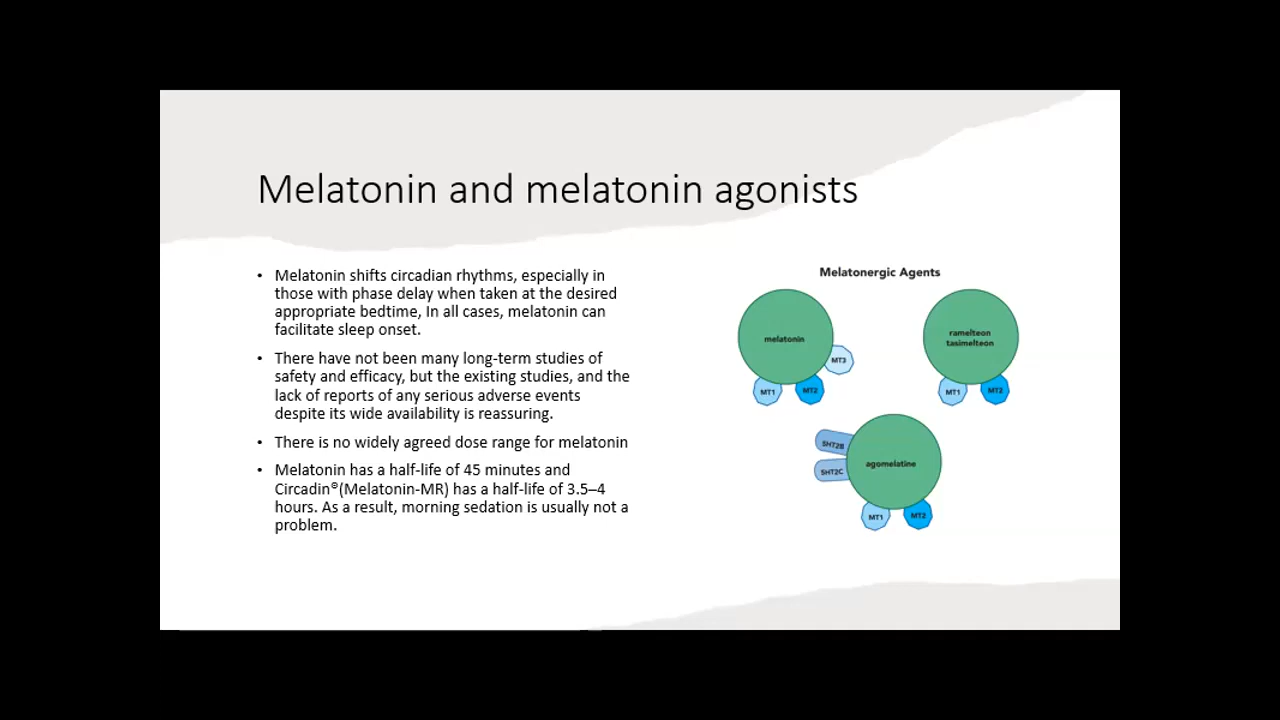 Melatonin and melatonin agonists
• Melatonin shifts circadian rhythms, especially in
those with phase delay when taken at the desired
appropriate bedtime, In all cases, melatonin can
facilitate sleep onset.
• There have not been many long-term studies of
safety and efficacy, but the existing studies, and the
lack of reports of any serious adverse events
despite its wide availability is reassuring.
• There is no widely agreed dose range for melatonin
• Melatonin has a half-life of 45 minutes and
Circadin®(Melatonin-MR) has a half-life of 3.5–4
hours. As a result, morning sedation is usually not a
problem.
Melatonergic Agents
melatonin
MT3
MT1
MT2
ramelteon
tasimelteon
MT1
MT2
5HT2B
5HT2C
agomelatine
MT1
MT2